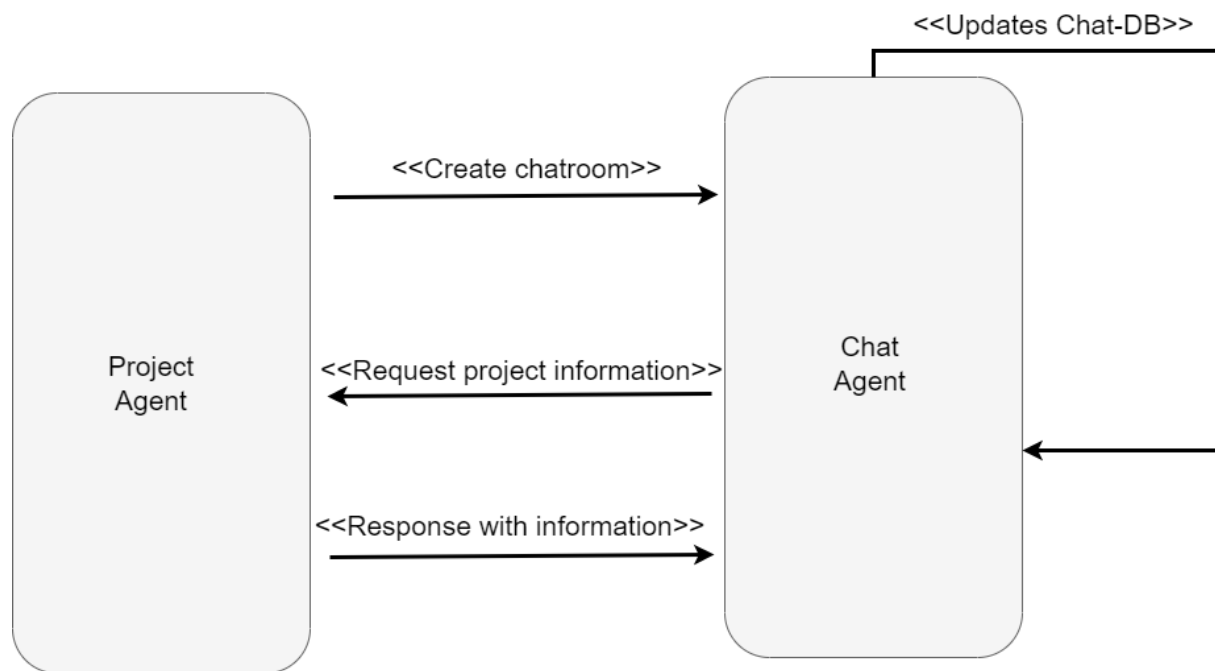 <<Updates Chat-DB>>
<<Create chatroom>>
Project
Agent
<<Request project information>>
Chat
Agent
<<Response with information>>